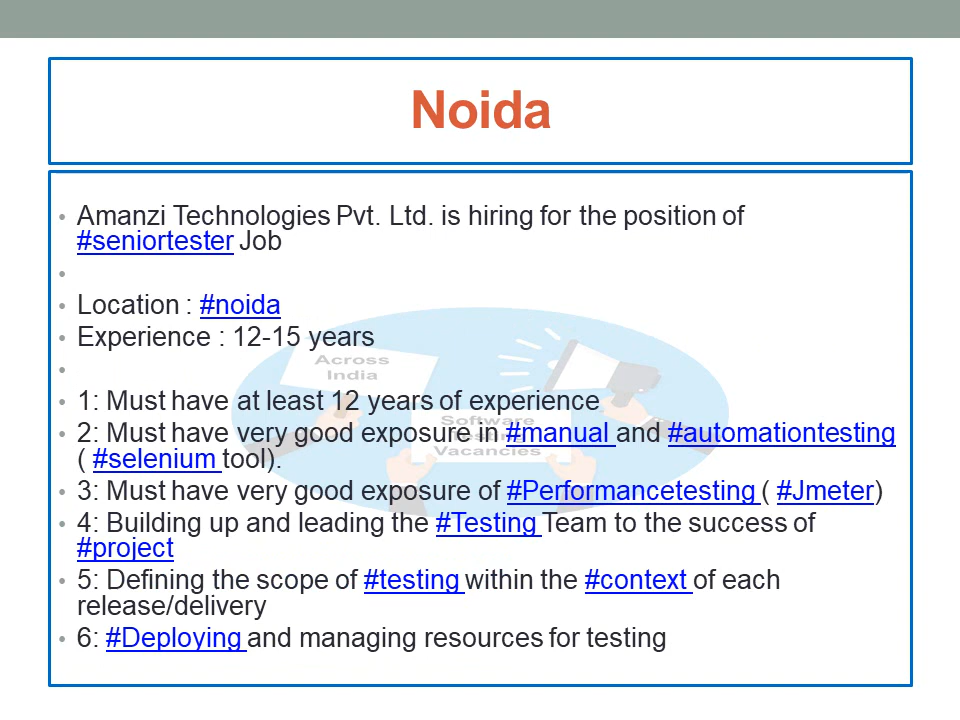 Noida
• Amanzi Technologies Pvt. Ltd. is hiring for the position of
#seniortester Job
•
• Location : #noida
• Experience : 12-15 years
•
Across
India
• 1: Must have at least 12 years of experience
Software
• 2: Must have very good exposure in #manual and #automationtesting
Vacancies
( #selenium tool).
• 3: Must have very good exposure of #Performancetesting ( #Jmeter)
• 4: Building up and leading the #Testing Team to the success of
#project
• 5: Defining the scope of #testing within the #context of each
release/delivery
• 6: #Deploying and managing resources for testing